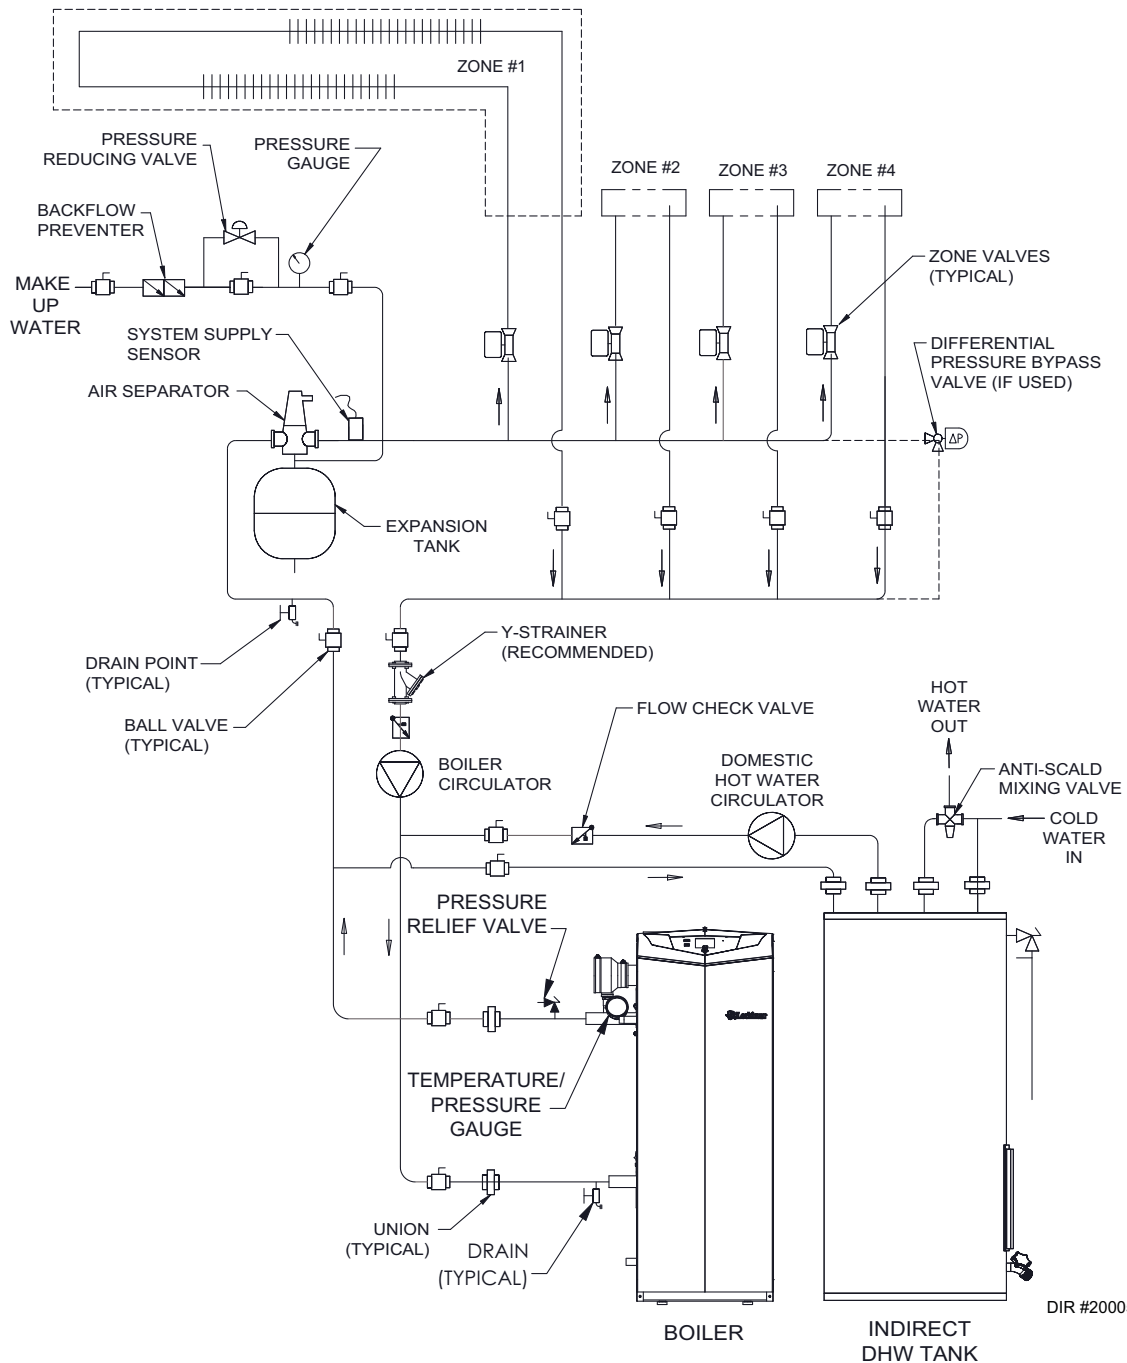 ZONE #1
PRESSURE
REDUCING VALVE
PRESSURE
GAUGE
ZONE #2
ZONE #3
ZONE #4
BACKFLOW
PREVENTER
ZONE VALVES
(TYPICAL)
MAKE
UP
WATER
SYSTEM SUPPLY
SENSOR
DIFFERENTIAL
PRESSURE BYPASS
VALVE (IF USED)
AIR SEPARATOR
ΔP
EXPANSION
TANK
Y-STRAINER
(RECOMMENDED)
DRAIN POINT
(TYPICAL)
HOT
WATER
OUT
BALL VALVE
(TYPICAL)
FLOW CHECK VALVE
BOILER
CIRCULATOR
DOMESTIC
HOT WATER
CIRCULATOR
ANTI-SCALD
MIXING VALVE
COLD
WATER
IN
PRESSURE
RELIEF VALVE
Lochinvar
TEMPERATURE/
PRESSURE
GAUGE
UNION
(TYPICAL)
DRAIN
(TYPICAL)
DIR #2000
BOILER
INDIRECT
DHW TANK